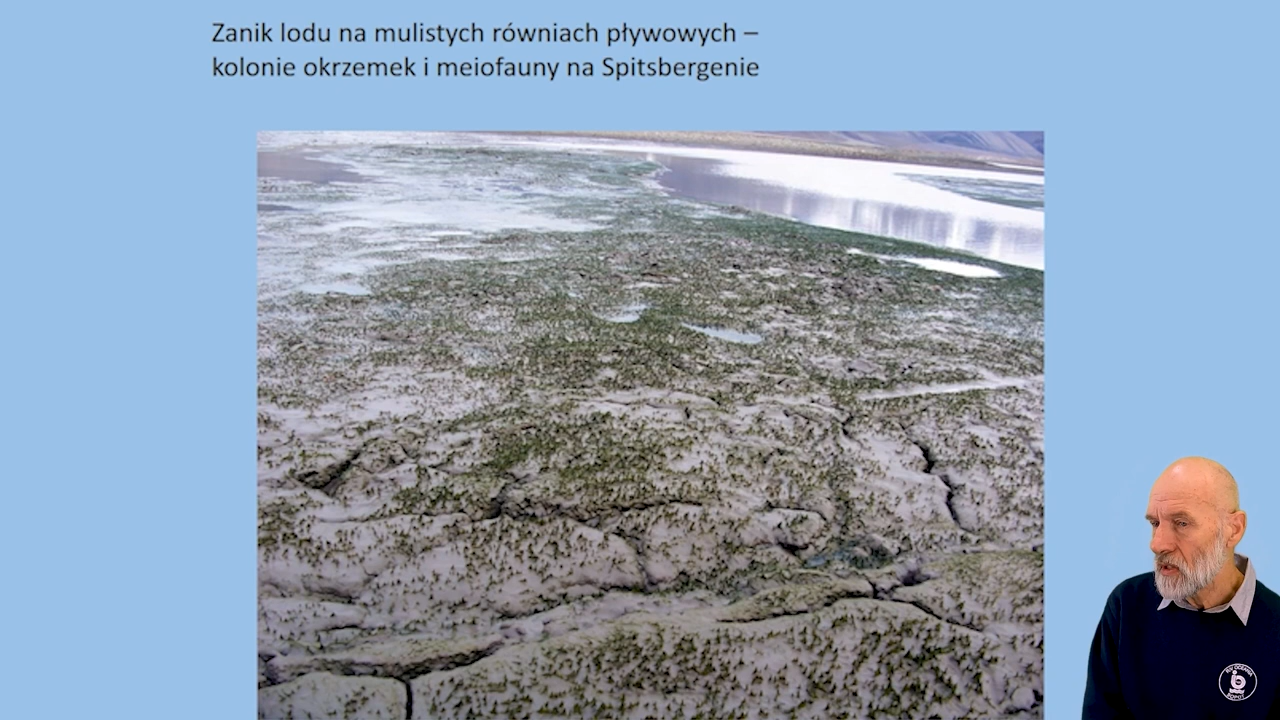 Zanik lodu na mulistych równiach pływowych –
kolonie okrzemek i meiofauny na Spitsbergenie